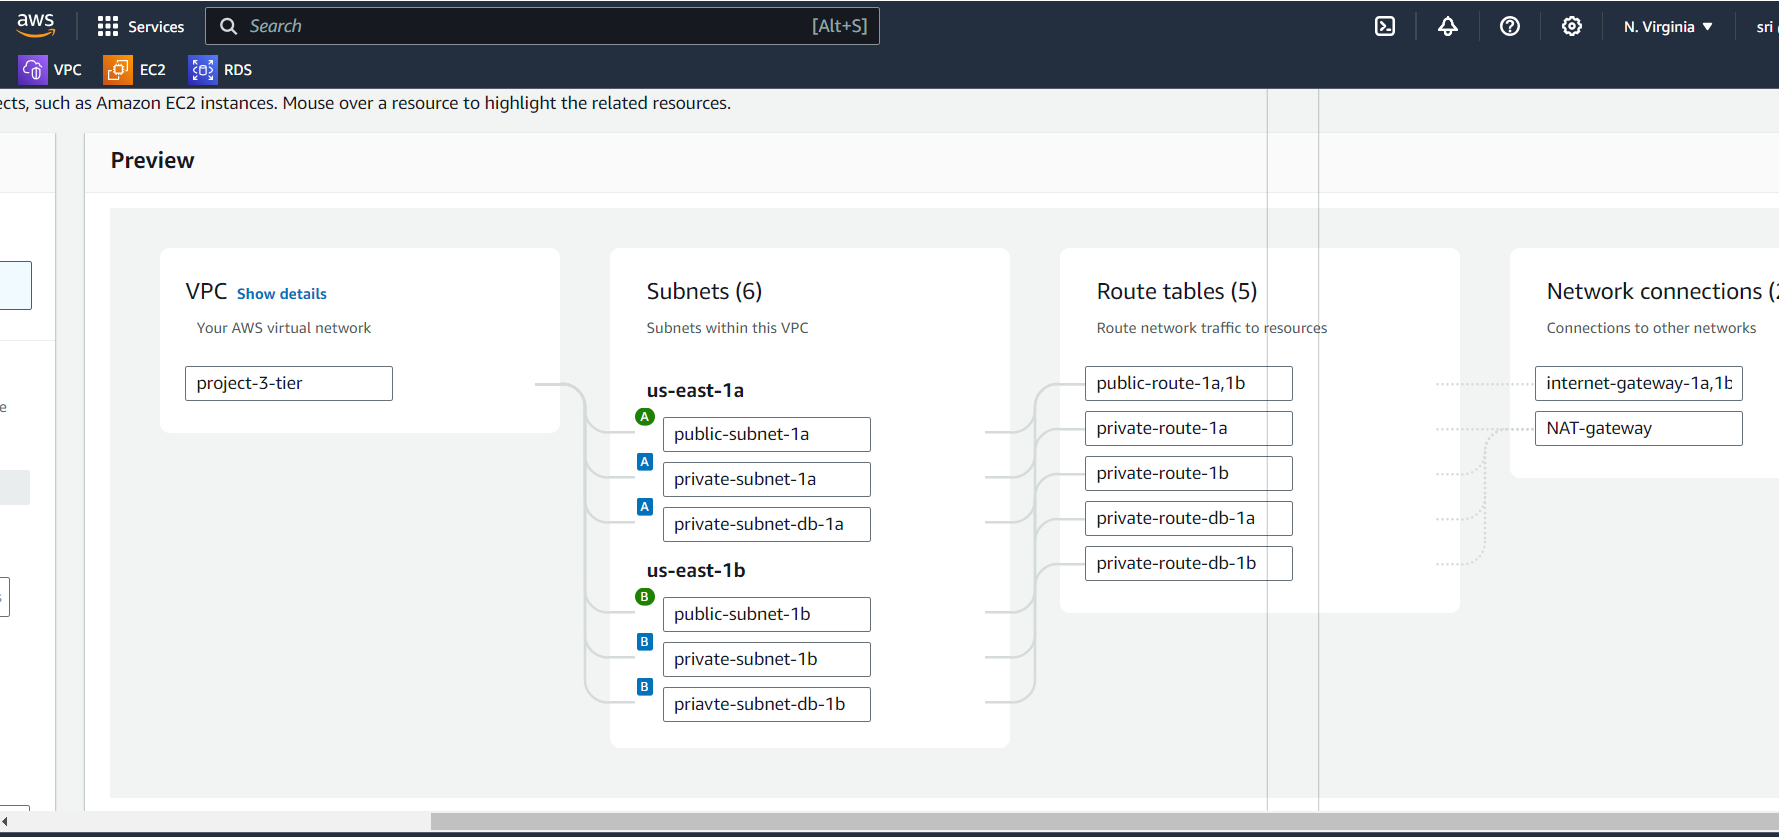 aws
Services
Search
[Alt+S]
N. Virginia
sri
VPC
EC2
RDS
ects, such as Amazon EC2 instances. Mouse over a resource to highlight the related resources.
Preview
VPC Show details
Your AWS virtual network
project-3-tier
Subnets (6)
Subnets within this VPC
us-east-1a
A
public-subnet-1a
A
private-subnet-1a
A
private-subnet-db-1a
us-east-1b
B
public-subnet-1b
B
private-subnet-1b
B
priavte-subnet-db-1b
Route tables (5)
Route network traffic to resources
public-route-1a,1b
private-route-1a
private-route-1b
private-route-db-1a
private-route-db-1b
Network connections (2
Connections to other networks
internet-gateway-1a,1b
NAT-gateway
e